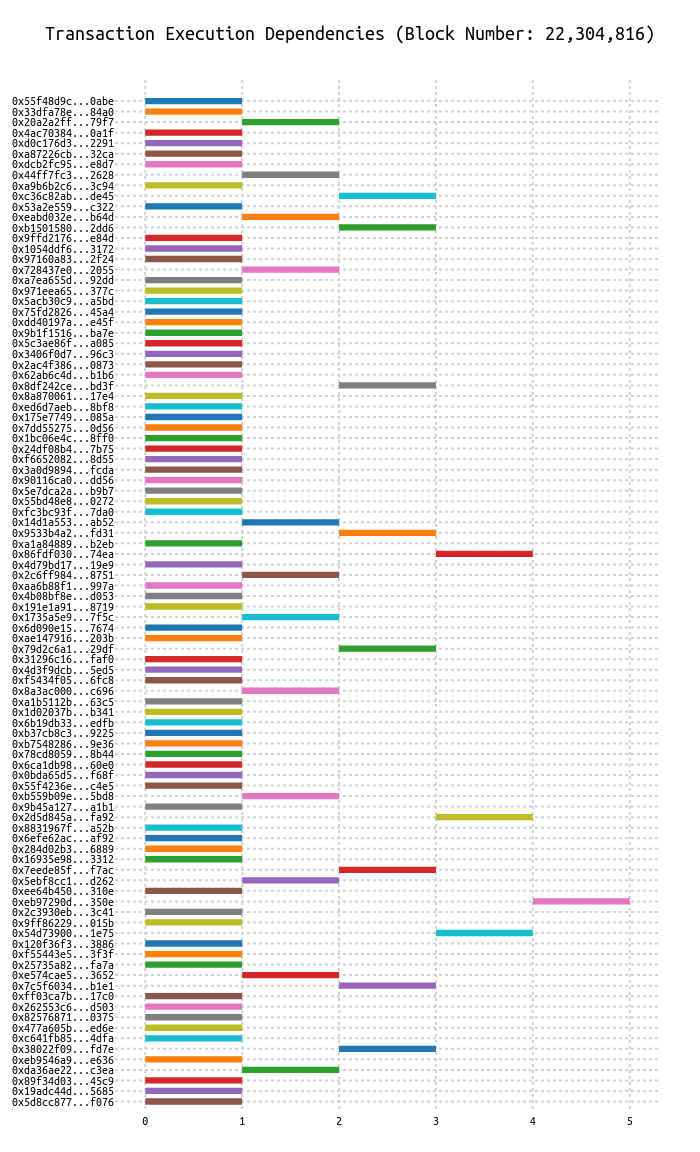 Transaction Execution Dependencies (Block Number: 22,304,816)
0x55f48d9c...0abe
0x33dfa78e...84a0
0x20a2a2ff...79f7
0x4ac70384...0a1f
0xd0c176d3...2291
0xa87226cb...32ca
0xdcb2fc95...e8d7
0x44ff7fc3...2628
0xa9b6b2c6...3c94
0xc36c82ab...de45
0x53a2e559...c322
0xeabd032e...b64d
0xb1501580...2dd6
0x9ffd2176...e84d
0x1054ddf6...3172
0x97160a83...2f24
0x728437e0...2055
0xa7ea655d...92dd
0x971eea65...377c
0x5acb30c9...a5bd
0x75fd2826...45a4
0xdd40197a...e45f
0x9b1f1516...ba7e
0x5c3ae86f...a085
0x3406f0d7...96c3
0x2ac4f386...0873
0x62ab6c4d...b1b6
0x8df242ce...bd3f
0x8a870061...17e4
0xed6d7aeb...8bf8
0x175e7749...085a
0x7dd55275...0d56
0x1bc06e4c...8ff0
0x24df08b4...7b75
0xf6652082...8d55
0x3a0d9894...fcda
0x90116ca0...dd56
0x5e7dca2a...b9b7
0x55bd48e8...0272
0xfc3bc93f...7da0
0x14d1a553...ab52
0x9533b4a2...fd31
0xa1a84889...b2eb
0x86fdf030...74ea
0x4d79bd17...19e9
0x2c6ff984...8751
0xaa6b88f1...997a
0x4b08bf8e...d053
0x191e1a91...8719
0x1735a5e9...7f5c
0x6d090e15...7674
0xae147916...203b
0x79d2c6a1...29df
0x31296c16...faf0
0x4d3f9dcb...5ed5
0xf5434f05...6fc8
0x8a3ac000...c696
0xa1b5112b...63c5
0x1d02037b...b341
0x6b19db33...edfb
0xb37cb8c3...9225
0xb7548286...9e36
0x78cd8059...8b44
0x6ca1db98...60e0
0x0bda65d5...f68f
0x55f4236e...c4e5
0xb559b09e...5bd8
0x9b45a127...a1b1
0x2d5d845a...fa92
0x8831967f...a52b
0x6efe62ac...af92
0x284d02b3...6889
0x16935e98...3312
0x7eede85f...f7ac
0x5ebf8cc1...d262
0xee64b450...310e
0xeb97290d...350e
0x2c3930eb...3c41
0x9ff86229...015b
0x54d73900...1e75
0x120f36f3...3886
0xf55443e5...3f3f
0x25735a82...fa7a
0xe574cae5...3652
0x7c5f6034...b1e1
0xff03ca7b...17c0
0x262553c6...d503
0x82576871...0375
0x477a605b...ed6e
0xc641fb85...4dfa
0x38022f09...fd7e
0xeb9546a9...e636
0xda36ae22...c3ea
0x89f34d03...45c9
0x19adc44d...5685
0x5d8cc877...f076
0 1 2 3 4 5